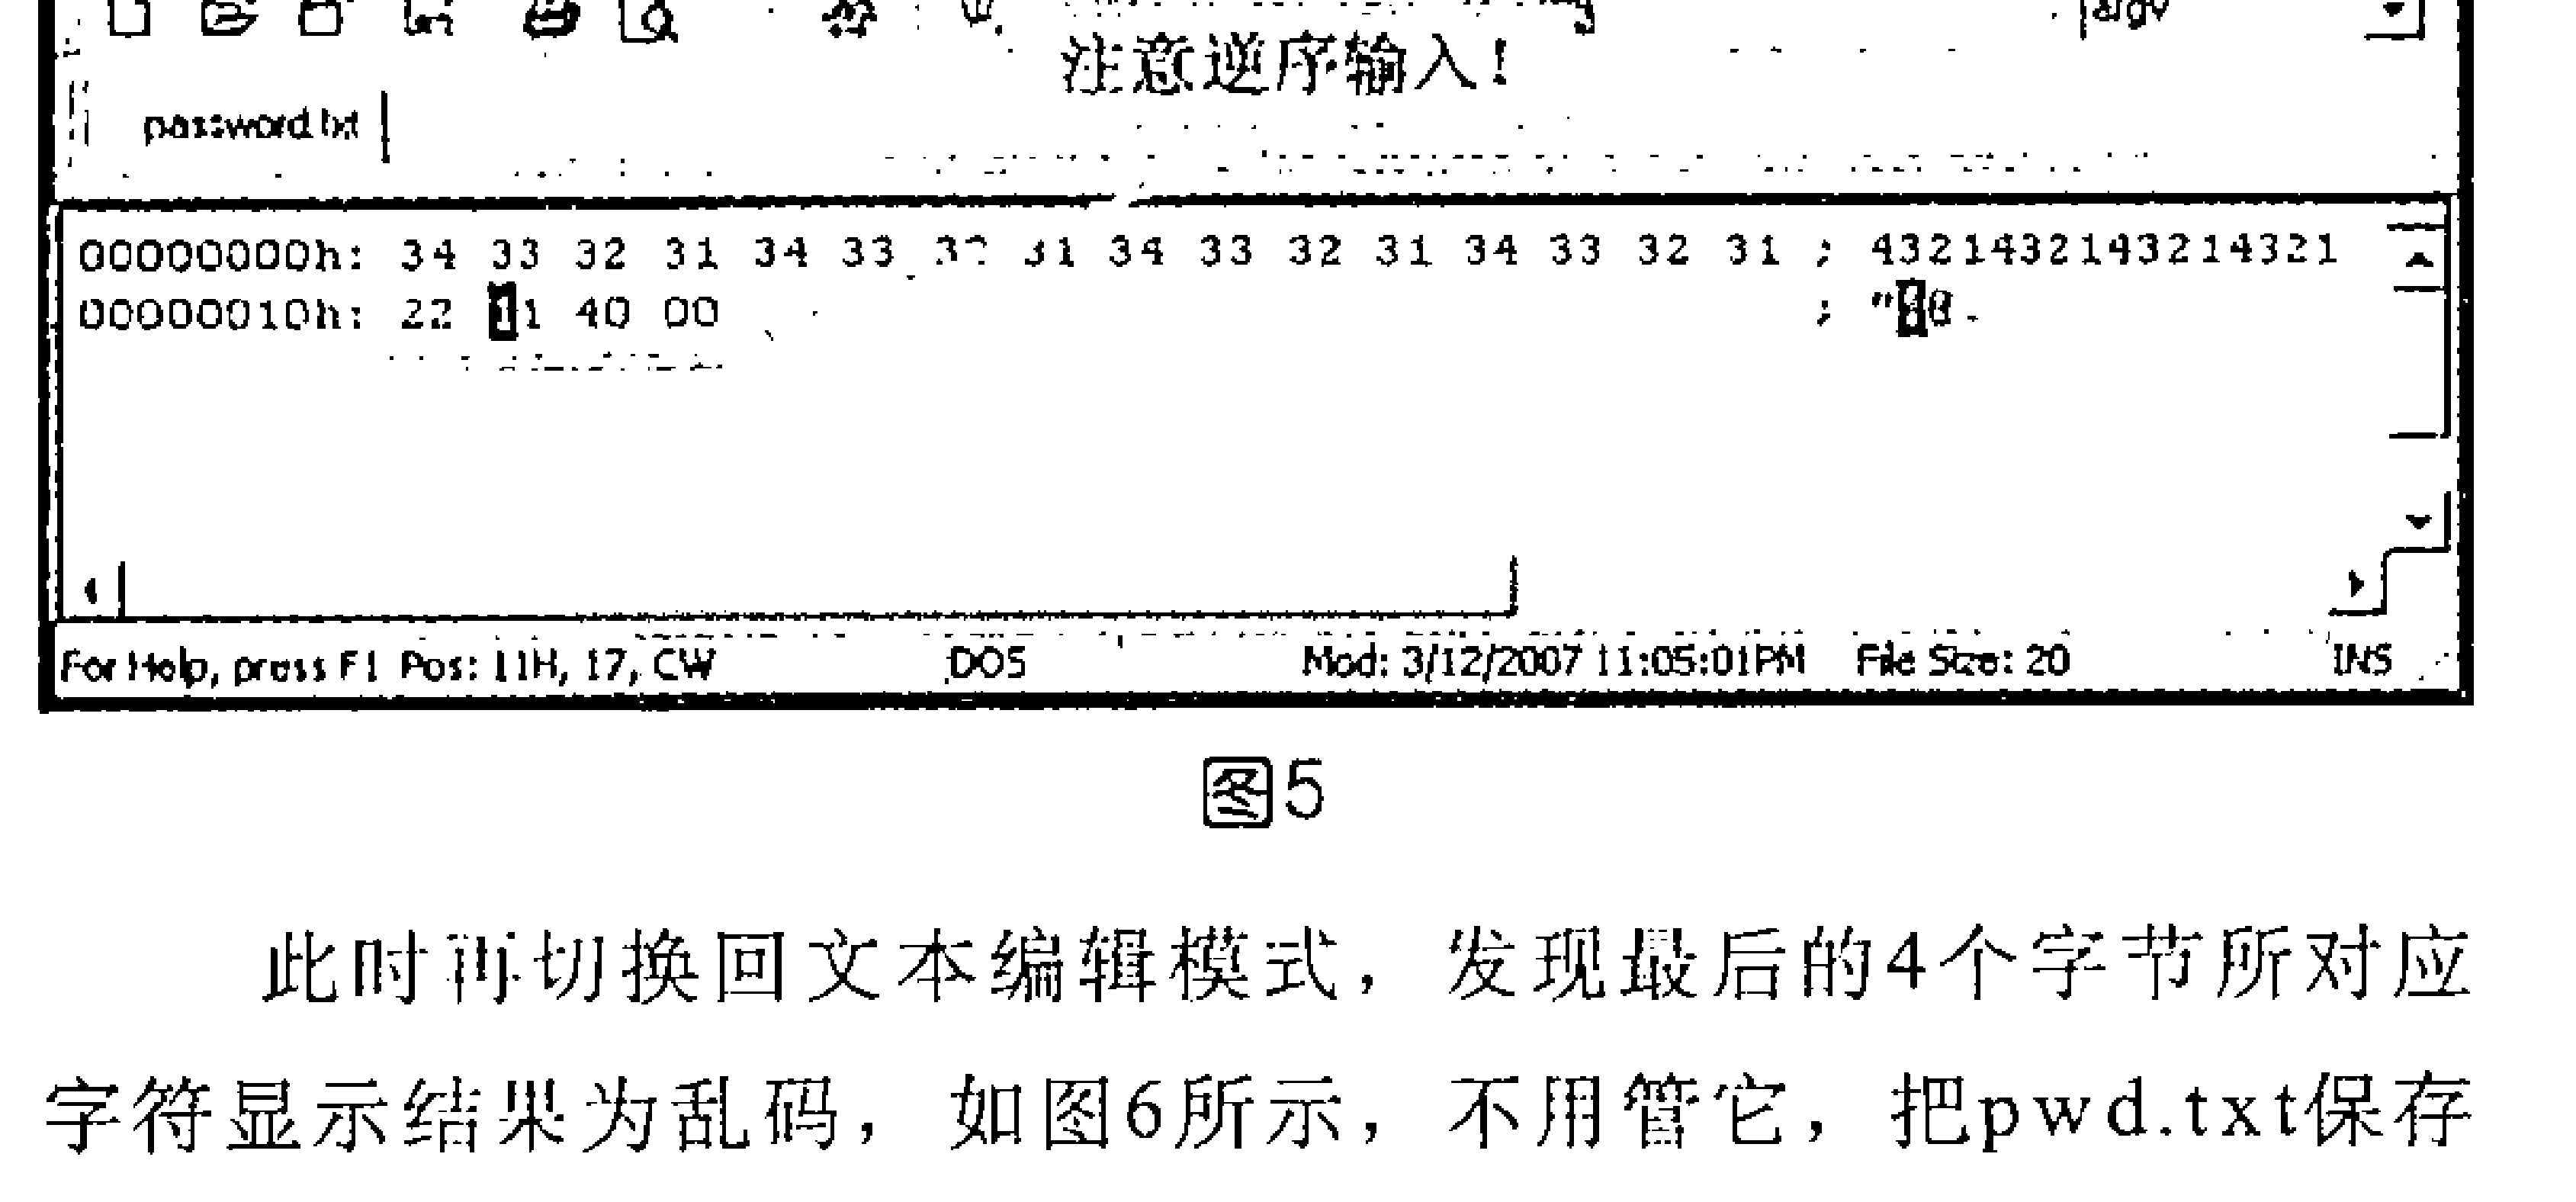 argv
注意逆序输入!
password.txt
00000000h: 34 33 32 31 34 33 32 31 34 33 32 31 34 33 32 31 ; 4321432143214321
00000010h: 22 11 40 00 ; "
For Help, press F1 Pos: 11H, 17, CW DOS Mod: 3/12/2007 11:05:01PM File Size: 20 INS
图5
此时再切换回文本编辑模式，发现最后的4个字节所对应
字符显示结果为乱码，如图6所示，不用管它，把pwd.txt保存